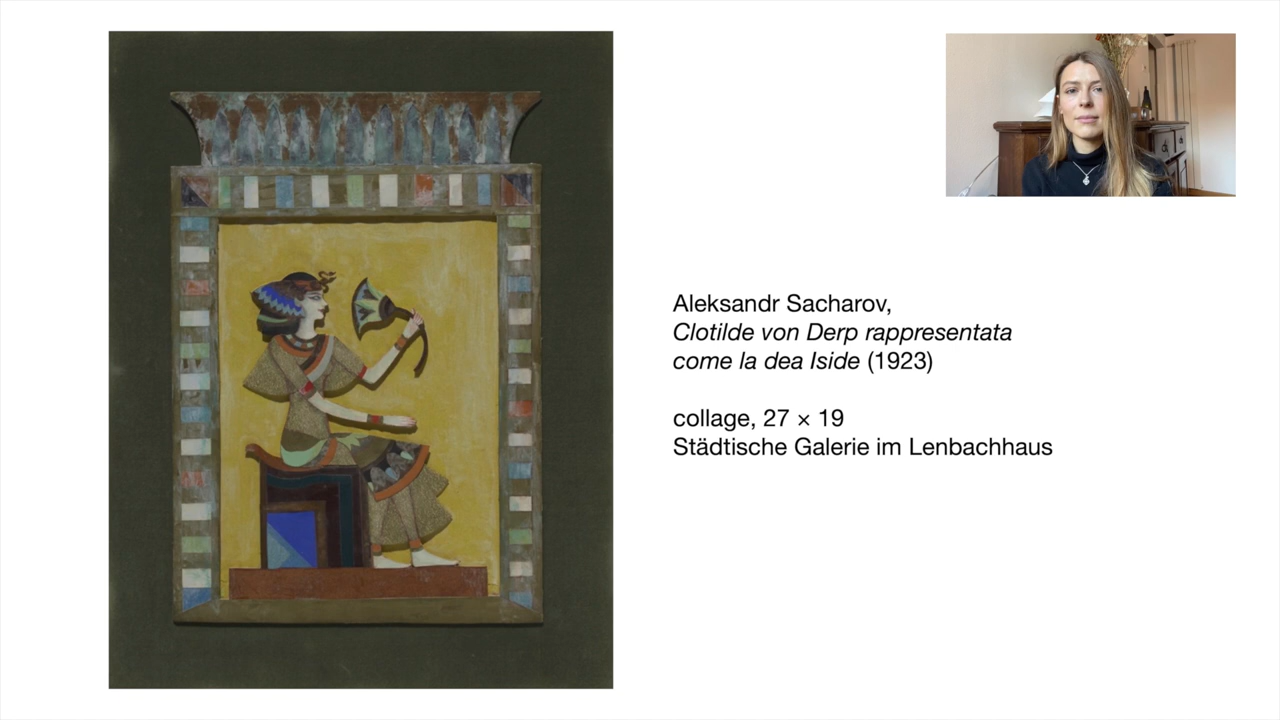 Aleksandr Sacharov,
Clotilde von Derp rappresentata
come la dea Iside (1923)
collage, 27 × 19
Städtische Galerie im Lenbachhaus